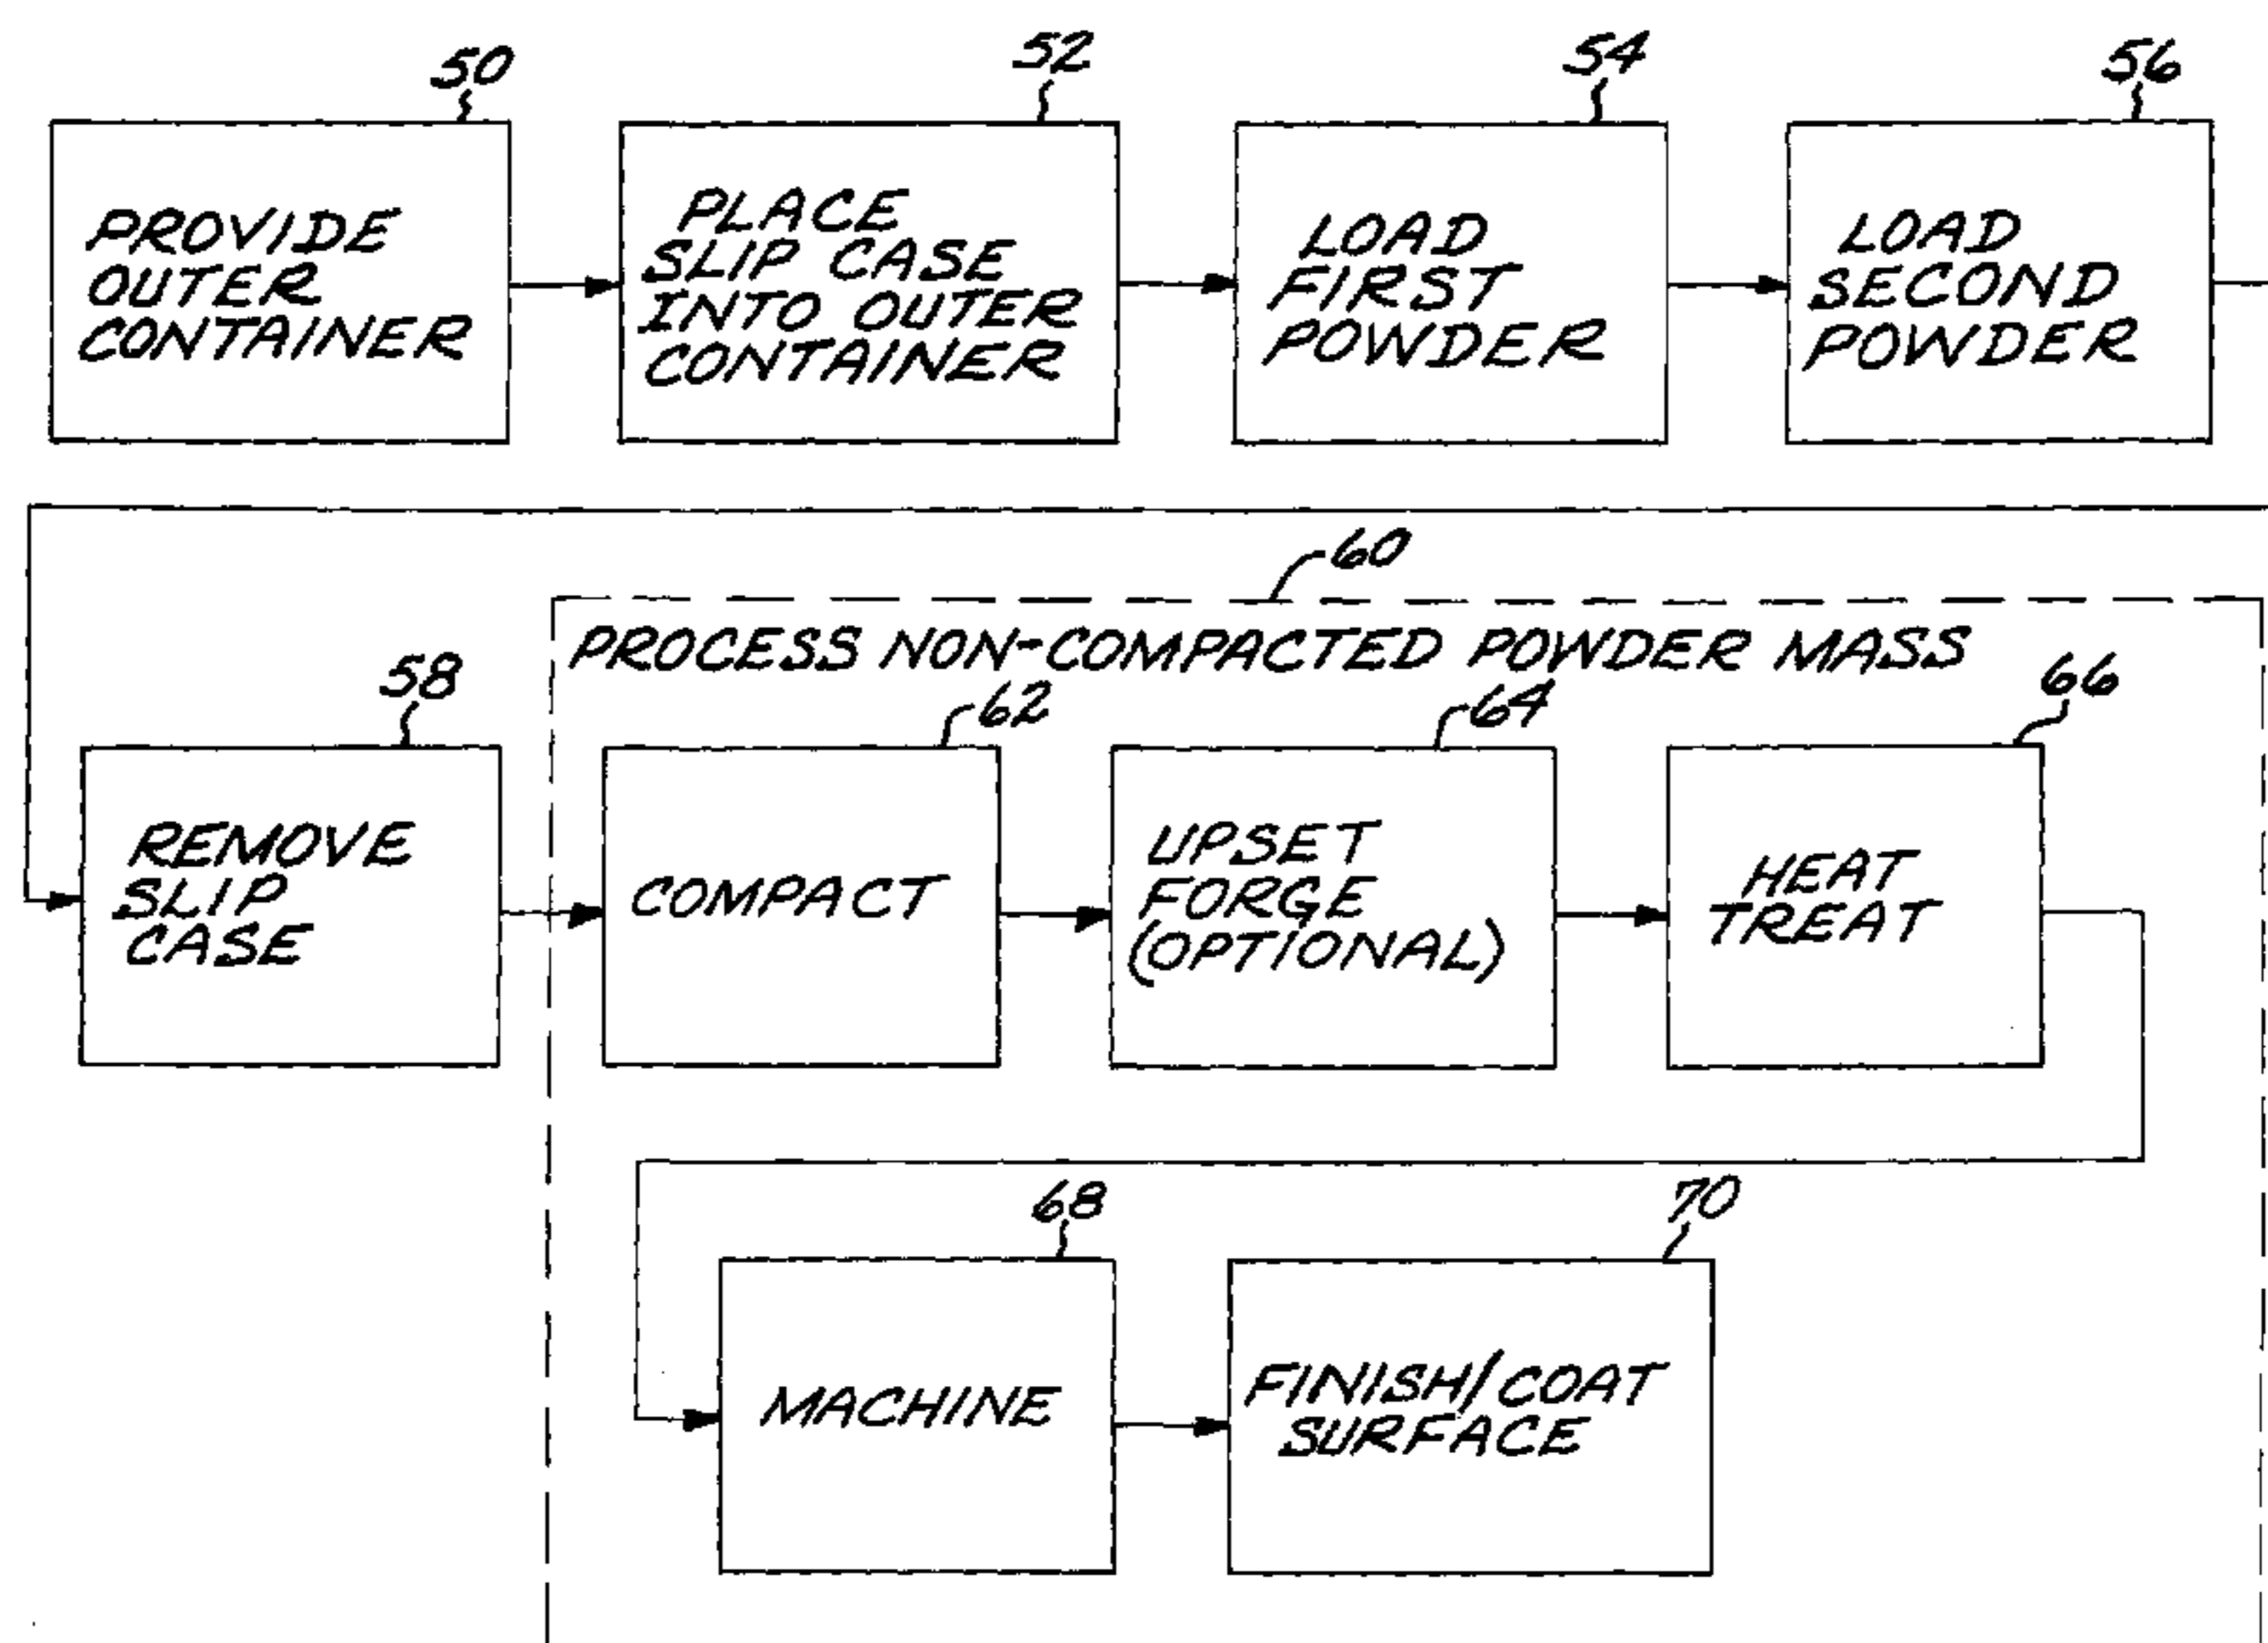 50
PROVIDE
OUTER
CONTAINER
52
PLACE
SLIP CASE
INTO OUTER
CONTAINER
54
LOAD
FIRST
POWDER
56
LOAD
SECOND
POWDER
58
REMOVE
SLIP
CASE
60
PROCESS NON-COMPACTED POWDER MASS
62
COMPACT
64
UPSET
FORGE
(OPTIONAL)
66
HEAT
TREAT
68
MACHINE
70
FINISH/COAT
SURFACE